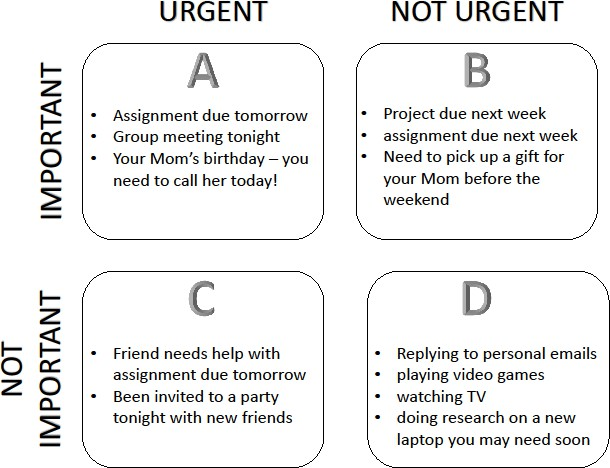 URGENT
NOT URGENT
IMPORTANT
A
• Assignment due tomorrow
• Group meeting tonight
• Your Mom's birthday – you
need to call her today!
B
• Project due next week
• assignment due next week
• Need to pick up a gift for
your Mom before the
weekend
NOT
IMPORTANT
C
• Friend needs help with
assignment due tomorrow
• Been invited to a party
tonight with new friends
D
• Replying to personal emails
• playing video games
• watching TV
• doing research on a new
laptop you may need soon